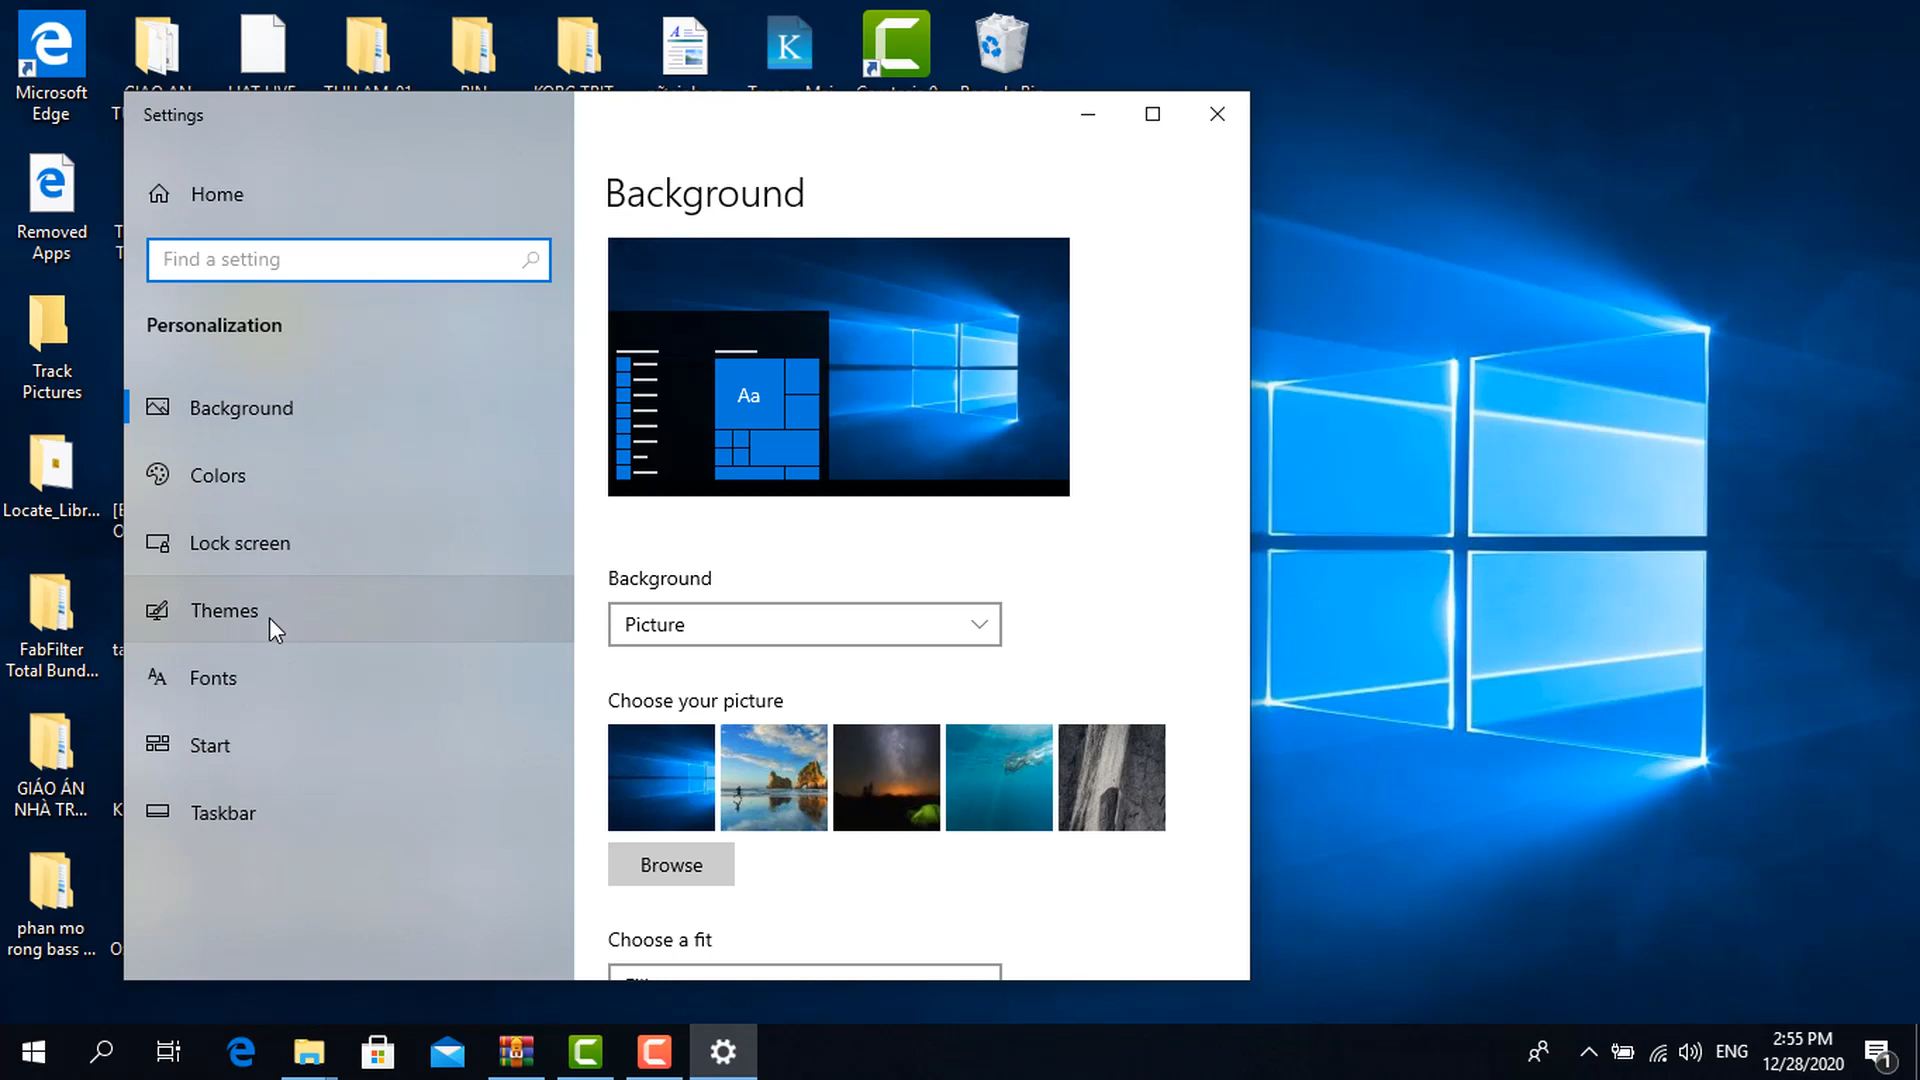 Microsoft
Edge
Removed
Apps
Track
Pictures
Locate_Libr...
FabFilter
Total Bund...
GIÁO ÁN
NHÀ TR...
phan mo
rong bass ...
Settings
Home
Find a setting
Personalization
Background
Colors
Lock screen
Themes
Fonts
Start
Taskbar
Background
Aa
Background
Picture
Choose your picture
Browse
Choose a fit
ENG
2:55 PM
12/28/2020
1